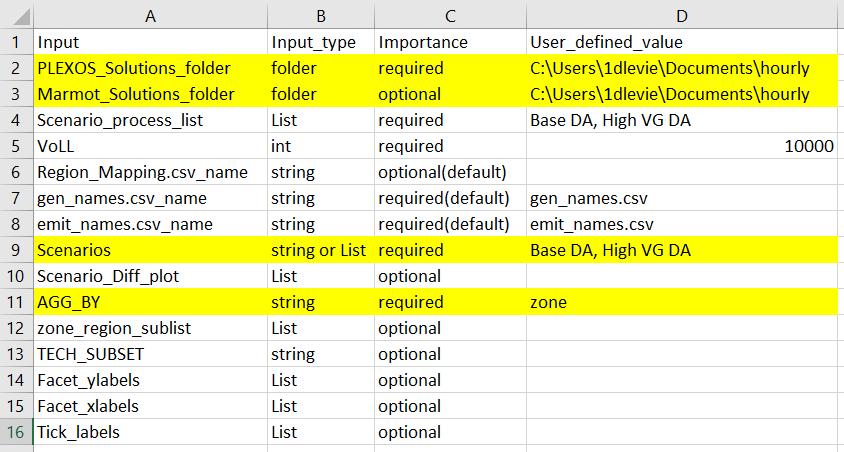 A B C D
1 Input Input_type Importance User_defined_value
2 PLEXOS_Solutions_folder folder required C:\Users\1dlevie\Documents\hourly
3 Marmot_Solutions_folder folder optional C:\Users\1dlevie\Documents\hourly
4 Scenario_process_list List required Base DA, High VG DA
5 VoLL int required 10000
6 Region_Mapping.csv_name string optional(default)
7 gen_names.csv_name string required(default) gen_names.csv
8 emit_names.csv_name string required(default) emit_names.csv
9 Scenarios string or List required Base DA, High VG DA
10 Scenario_Diff_plot List optional
11 AGG_BY string required zone
12 zone_region_sublist List optional
13 TECH_SUBSET string optional
14 Facet_ylabels List optional
15 Facet_xlabels List optional
16 Tick_labels List optional